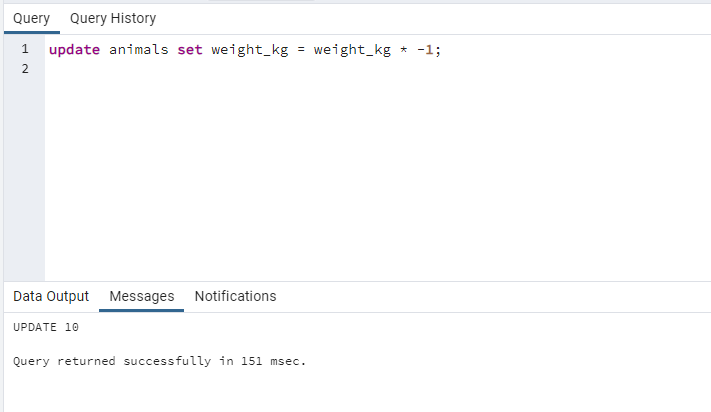 Query Query History
1 update animals set weight_kg = weight_kg * -1;
2
Data Output Messages Notifications
UPDATE 10
Query returned successfully in 151 msec.